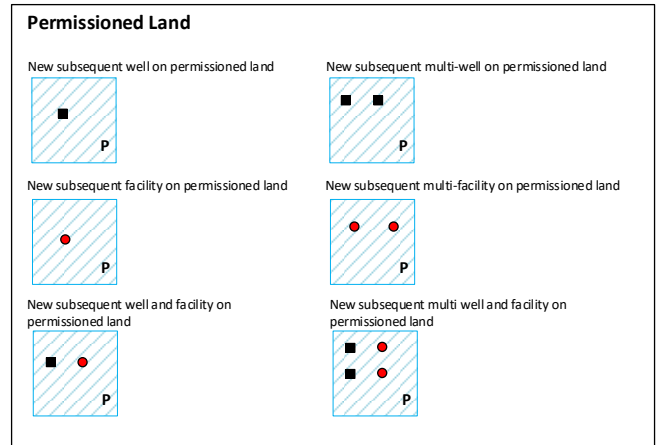 Permissioned Land
New subsequent well on permissioned land
New subsequent multi-well on permissioned land
P
P
New subsequent facility on permissioned land
New subsequent multi-facility on permissioned land
P
P
New subsequent well and facility on
permissioned land
New subsequent multi well and facility on
permissioned land
P
P